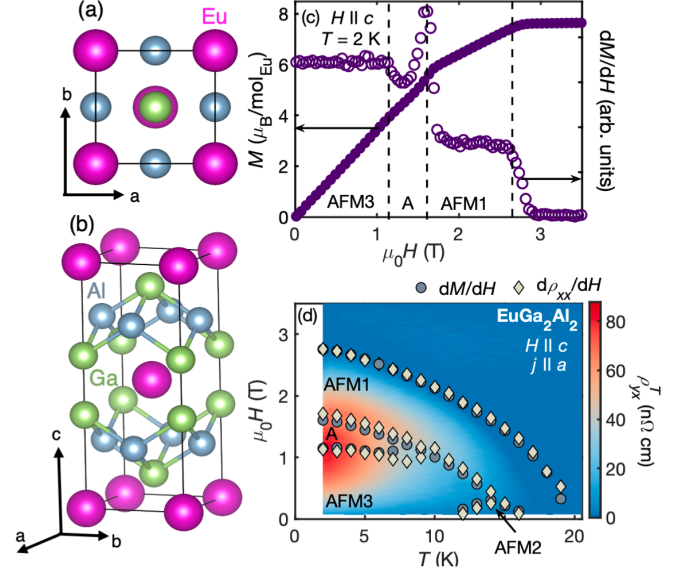 (a)
Eu
b
a
(b)
Al
Ga
c
a
b
(c)
H || c
T = 2 K
M (μB/molEu)
8
6
4
2
0
dM/dH (arb. units)
AFM3
A
AFM1
0
1
2
3
μ0H (T)
dM/dH
dρxx/dH
(d)
EuGa2Al2
H || c
j || a
AFM1
A
AFM3
AFM2
μ0H (T)
3
2
1
0
0
5
10
15
20
T (K)
80
60
40
20
0
ρTyx (nΩ cm)